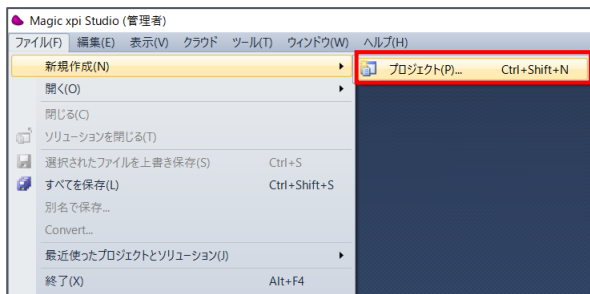 Magic xpi Studio (管理者)
ファイル(F) 編集(E) 表示(V) クラウド ツール(T) ウィンドウ(W) ヘルプ(H)
新規作成(N) プロジェクト(P)... Ctrl+Shift+N
開く(O)
閉じる(C)
ソリューションを閉じる(T)
選択されたファイルを上書き保存(S) Ctrl+S
すべてを保存(L) Ctrl+Shift+S
別名で保存...
Convert...
最近使ったプロジェクトとソリューション(J)
終了(X) Alt+F4